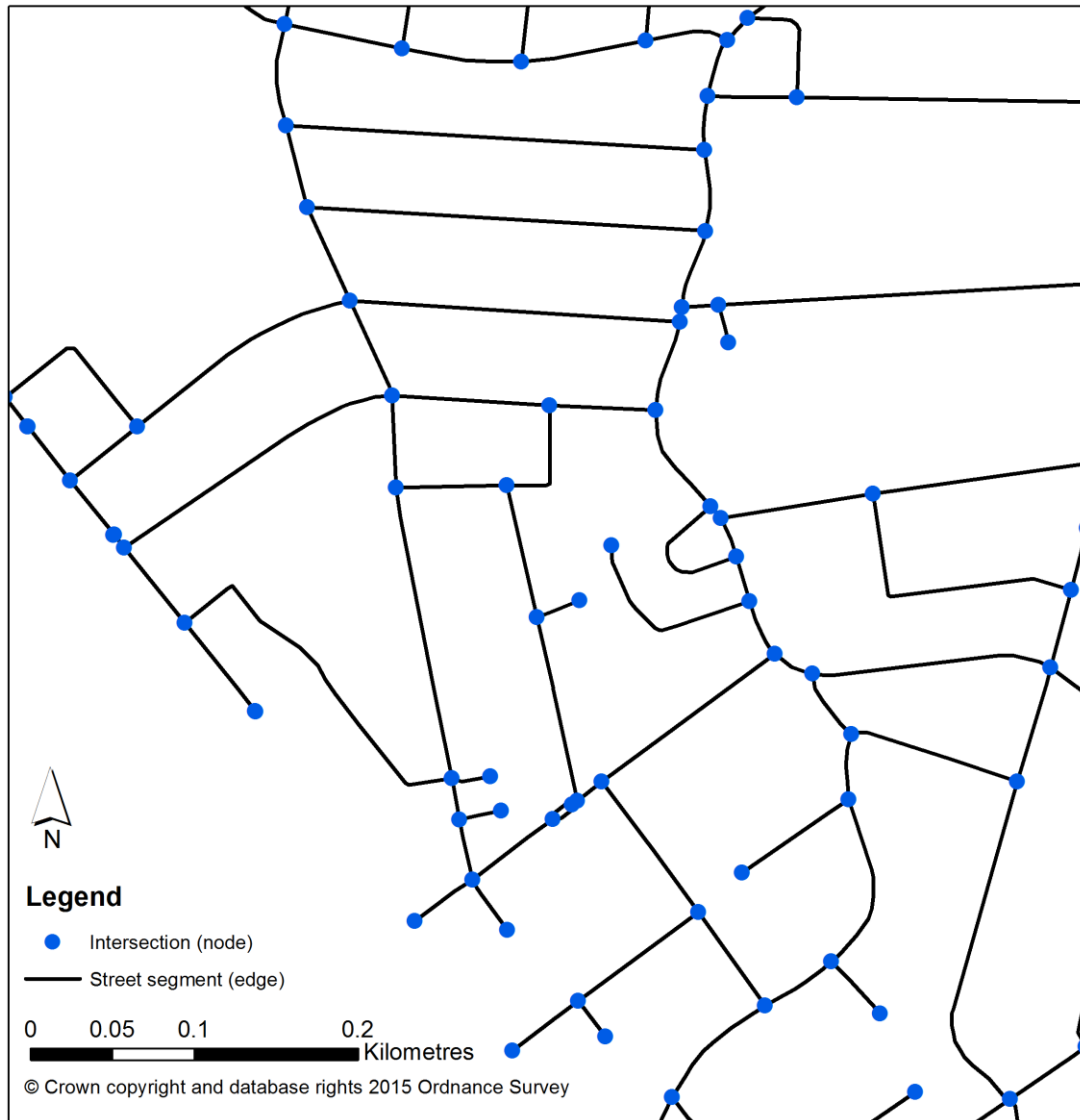 N
Legend
Intersection (node)
Street segment (edge)
0 0.05 0.1 0.2
Kilometres
© Crown copyright and database rights 2015 Ordnance Survey